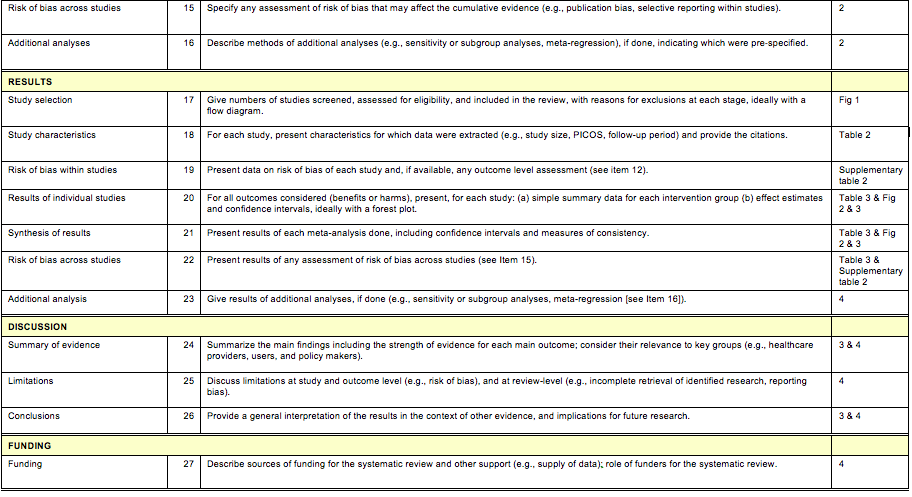 Risk of bias across studies 15 Specify any assessment of risk of bias that may affect the cumulative evidence (e.g., publication bias, selective reporting within studies). 2
Additional analyses 16 Describe methods of additional analyses (e.g., sensitivity or subgroup analyses, meta-regression), if done, indicating which were pre-specified. 2
RESULTS
Study selection 17 Give numbers of studies screened, assessed for eligibility, and included in the review, with reasons for exclusions at each stage, ideally with a Fig 1
flow diagram.
Study characteristics 18 For each study, present characteristics for which data were extracted (e.g., study size, PICOS, follow-up period) and provide the citations. Table 2
Risk of bias within studies 19 Present data on risk of bias of each study and, if available, any outcome level assessment (see item 12). Supplementary
table 2
Results of individual studies 20 For all outcomes considered (benefits or harms), present, for each study: (a) simple summary data for each intervention group (b) effect estimates Table 3 & Fig
and confidence intervals, ideally with a forest plot. 2 & 3
Synthesis of results 21 Present results of each meta-analysis done, including confidence intervals and measures of consistency. Table 3 & Fig
2 & 3
Risk of bias across studies 22 Present results of any assessment of risk of bias across studies (see Item 15). Table 3 &
Supplementary
table 2
Additional analysis 23 Give results of additional analyses, if done (e.g., sensitivity or subgroup analyses, meta-regression [see Item 16]). 4
DISCUSSION
Summary of evidence 24 Summarize the main findings including the strength of evidence for each main outcome; consider their relevance to key groups (e.g., healthcare 3 & 4
providers, users, and policy makers).
Limitations 25 Discuss limitations at study and outcome level (e.g., risk of bias), and at review-level (e.g., incomplete retrieval of identified research, reporting 4
bias).
Conclusions 26 Provide a general interpretation of the results in the context of other evidence, and implications for future research. 3 & 4
FUNDING
Funding 27 Describe sources of funding for the systematic review and other support (e.g., supply of data); role of funders for the systematic review. 4